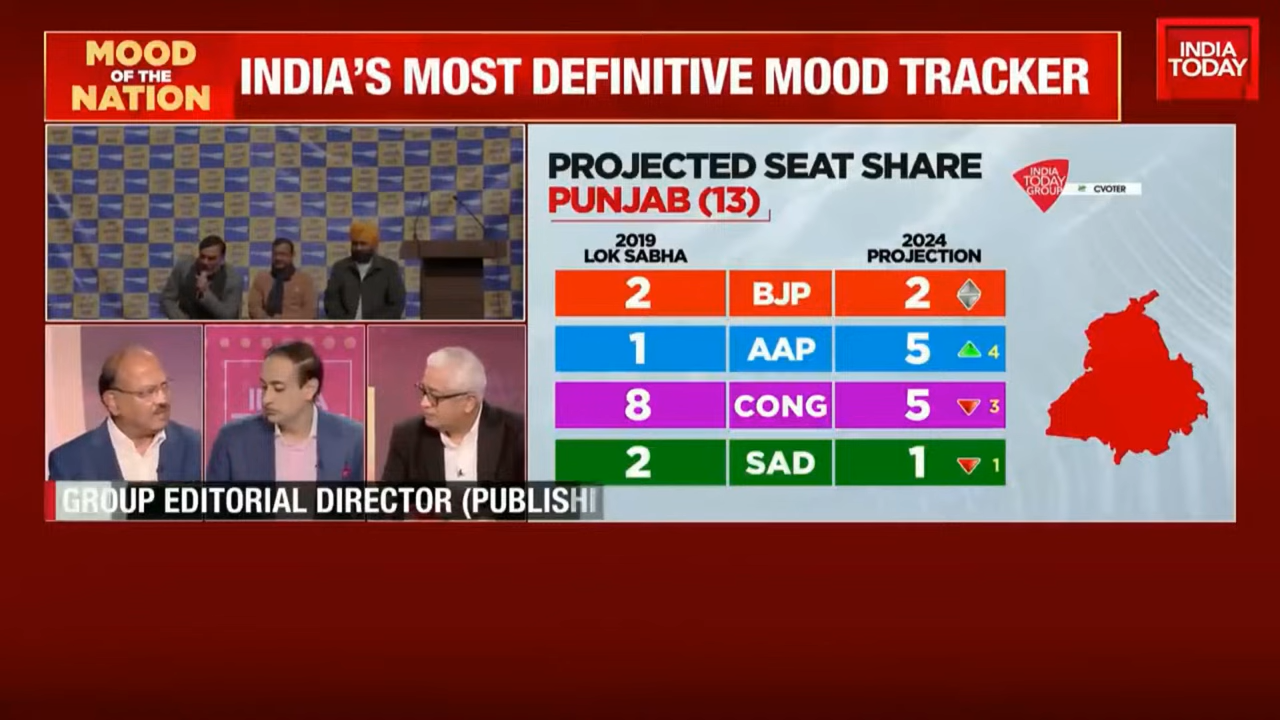 MOOD
OF THE
NATION
INDIA'S MOST DEFINITIVE MOOD TRACKER
INDIA
TODAY
PROJECTED SEAT SHARE
PUNJAB (13)
INDIA
TODAY
GROUP
CVOTER
2019
LOK SABHA
2024
PROJECTION
2 BJP 2
1 AAP 5 4
8 CONG 5 3
2 SAD 1 1
GROUP EDITORIAL DIRECTOR (PUBLISHI